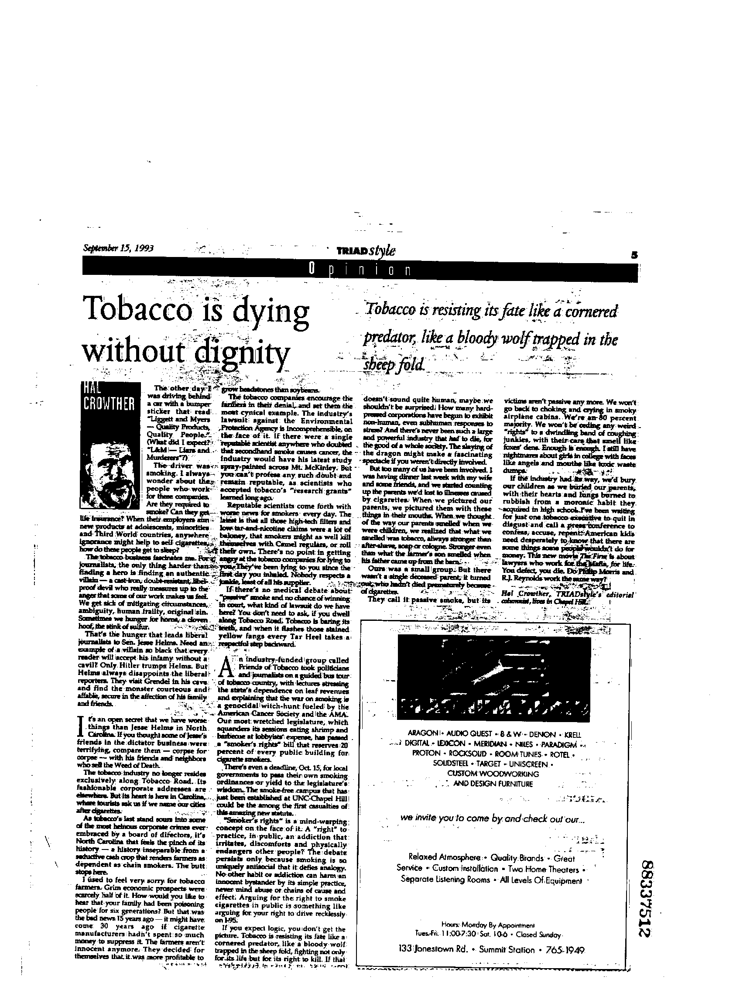 September 15, 1993
TRIAD style
5
Opinion
Tobacco is dying
without dignity
Tobacco is resisting its fate like a cornered
predator, like a bloody wolf trapped in the
sheep fold.
HAL
CROWTHER
The other day I
was driving behind
a car with a bumper
sticker that read
"Liggett and Myers
— Quality Products,
Quality People."
(What did I expect?
"L&M — Liars and
Murderers"?)
The driver was
smoking. I always
wonder about the
people who work
for these companies.
Are they required to
smoke? Can they get
life insurance? When their employers aim
new products at adolescents, minorities
and Third World countries, anywhere
ignorance might help to sell cigarettes,
how do these people get to sleep?
The tobacco business fascinates me. For
journalists, the only thing harder than
finding a hero is finding an authentic
villain — a cast-iron, double-resistant, libel-
proof devil who really measures up to the
anger that some of our work makes us feel.
We get sick of mitigating circumstances,
ambiguity, human frailty, original sin.
Sometimes we hunger for horns, a cloven
hoof, the stink of sulfur.
That's the hunger that leads liberal
journalists to Sen. Jesse Helms. Need an
example of a villain so black that every
reader will accept his infamy without a
cavil? Only Hitler trumps Helms. But
Helms always disappoints the liberal
reporters. They visit Grendel in his cave
and find the monster courteous and
affable, secure in the affection of his family
and friends.
It's an open secret that we have worse
things than Jesse Helms in North
Carolina. If you thought some of Jesse's
friends in the dictator business were
terrifying, compare them — corpse for
corpse — with his friends and neighbors
who sell the Weed of Death.
The tobacco industry no longer resides
exclusively along Tobacco Road. Its
fashionable corporate addresses are
elsewhere. But its heart is here in Carolina,
where tourists ask us if we name our cities
after cigarettes.
As tobacco's last stand sours into some
of the most heinous corporate crimes ever
embraced by a board of directors, it's
North Carolina that feels the pinch of its
history — a history inseparable from a
seductive cash crop that renders farmers as
dependent as chain smokers. The butt
stops here.
I used to feel very sorry for tobacco
farmers. Grim economic prospects were
scarcely half of it. How would you like to
hear that your family had been poisoning
people for six generations? But that was
the bad news 15 years ago — it might have
come 30 years ago if cigarette
manufacturers hadn't spent so much
money to suppress it. The farmers aren't
innocent anymore. They decided for
themselves that it was more profitable to
grow headstones than soybeans.
The tobacco companies encourage the
farmers in their denial, and set them the
most cynical example. The industry's
lawsuit against the Environmental
Protection Agency is incomprehensible, on
the face of it. If there were a single
reputable scientist anywhere who doubted
that secondhand smoke causes cancer, the
industry would have his latest study
spray-painted across Mt. McKinley. But
you can't profess any such doubt and
remain reputable, as scientists who
accepted tobacco's "research grants"
learned long ago.
Reputable scientists come forth with
worse news for smokers every day. The
latest is that all those high-tech filters and
low-tar-and-nicotine claims were a lot of
baloney, that smokers might as well kill
themselves with Camel regulars, or roll
their own. There's no point in getting
angry at the tobacco companies for lying to
you. They've been lying to you since the
first day you inhaled. Nobody respects a
junkie, least of all his supplier.
If there's no medical debate about
"passive" smoke and no chance of winning
in court, what kind of lawsuit do we have
here? You don't need to ask, if you dwell
along Tobacco Road. Tobacco is baring its
teeth, and when it flashes those stained
yellow fangs every Tar Heel takes a
respectful step backward.
An industry-funded group called
Friends of Tobacco took politicians
and journalists on a guided bus tour
of tobacco country, with lectures stressing
the state's dependence on leaf revenues
and explaining that the war on smoking is
a genocidal witch-hunt fueled by the
American Cancer Society and the AMA.
Our most wretched legislature, which
squanders its sessions eating shrimp and
barbecue at lobbyists' expense, has passed
a "smoker's rights" bill that reserves 20
percent of every public building for
cigarette smokers.
There's even a deadline, Oct. 15, for local
governments to pass their own smoking
ordinances or yield to the legislature's
wisdom. The smoke-free campus that has
just been established at UNC-Chapel Hill
could be the among the first casualties of
this amazing new statute.
"Smoker's rights" is a mind-warping
concept on the face of it. A "right" to
practice, in public, an addiction that
irritates, discomforts and physically
endangers other people? The debate
persists only because smoking is so
uniquely antisocial that it defies analogy.
No other habit or addiction can harm an
innocent bystander by its simple practice,
never mind abuse or chains of cause and
effect. Arguing for the right to smoke
cigarettes in public is something like
arguing for your right to drive recklessly
on I-95.
If you expect logic, you don't get the
picture. Tobacco is resisting its fate like a
cornered predator, like a bloody wolf
trapped in the sheep fold, fighting not only
for its life but for its right to kill. If that
doesn't sound quite human, maybe we
shouldn't be surprised: How many hard-
pressed corporations have begun to exhibit
non-human, even subhuman responses to
stress? And there's never been such a large
and powerful industry that had to die, for
the good of a whole society. The slaying of
the dragon might make a fascinating
spectacle if you weren't directly involved.
But too many of us have been involved. I
was having dinner last week with my wife
and some friends, and we started counting
up the parents we'd lost to illnesses caused
by cigarettes. When we pictured our
parents, we pictured them with these
things in their mouths. When we thought
of the way our parents smelled when we
were children, we realized that what we
smelled was tobacco, always stronger than
after-shave, soap or cologne. Stronger even
than what the farmer's son smelled when
his father came up from the barn.
Ours was a small group. But there
wasn't a single deceased parent, it turned
out, who hadn't died prematurely because
of cigarettes.
They call it passive smoke, but its
victims aren't passive any more. We won't
go back to choking and crying in smoky
airplane cabins. We're an 80 percent
majority. We won't be ceding any weird
"rights" to a dwindling band of coughing
junkies, with their cars that smell like
foxes' dens. Enough is enough. I still have
nightmares about girls in college with faces
like angels and mouths like toxic waste
dumps.
If the industry had its way, we'd bury
our children as we buried our parents,
with their hearts and lungs burned to
rubbish from a moronic habit they
acquired in high school. I've been waiting
for just one tobacco executive to quit in
disgust and call a press conference to
confess, accuse, repent. American kids
need desperately to know that there are
some things some people wouldn't do for
money. This new movie The Firm is about
lawyers who work for the Mafia, for life.
You defect, you die. Do Philip Morris and
R.J. Reynolds work the same way?
Hal Crowther, TRIADstyle's editorial
columnist, lives in Chapel Hill.
ARAGON • AUDIO QUEST • B & W • DENON • KRELL
DIGITAL • LEXICON • MERIDIAN • NILES • PARADIGM
PROTON • ROCKSOLID • ROOM TUNES • ROTEL •
SOLIDSTEEL • TARGET • UNISCREEN •
CUSTOM WOODWORKING
AND DESIGN FURNITURE
we invite you to come by and check out our...
Relaxed Atmosphere • Quality Brands • Great
Service • Custom Installation • Two Home Theaters •
Separate Listening Rooms • All Levels Of Equipment
Hours: Monday By Appointment
Tues.-Fri. 11:00-7:30 • Sat. 10-6 • Closed Sunday
133 Jonestown Rd. • Summit Station • 765-1949
88337512